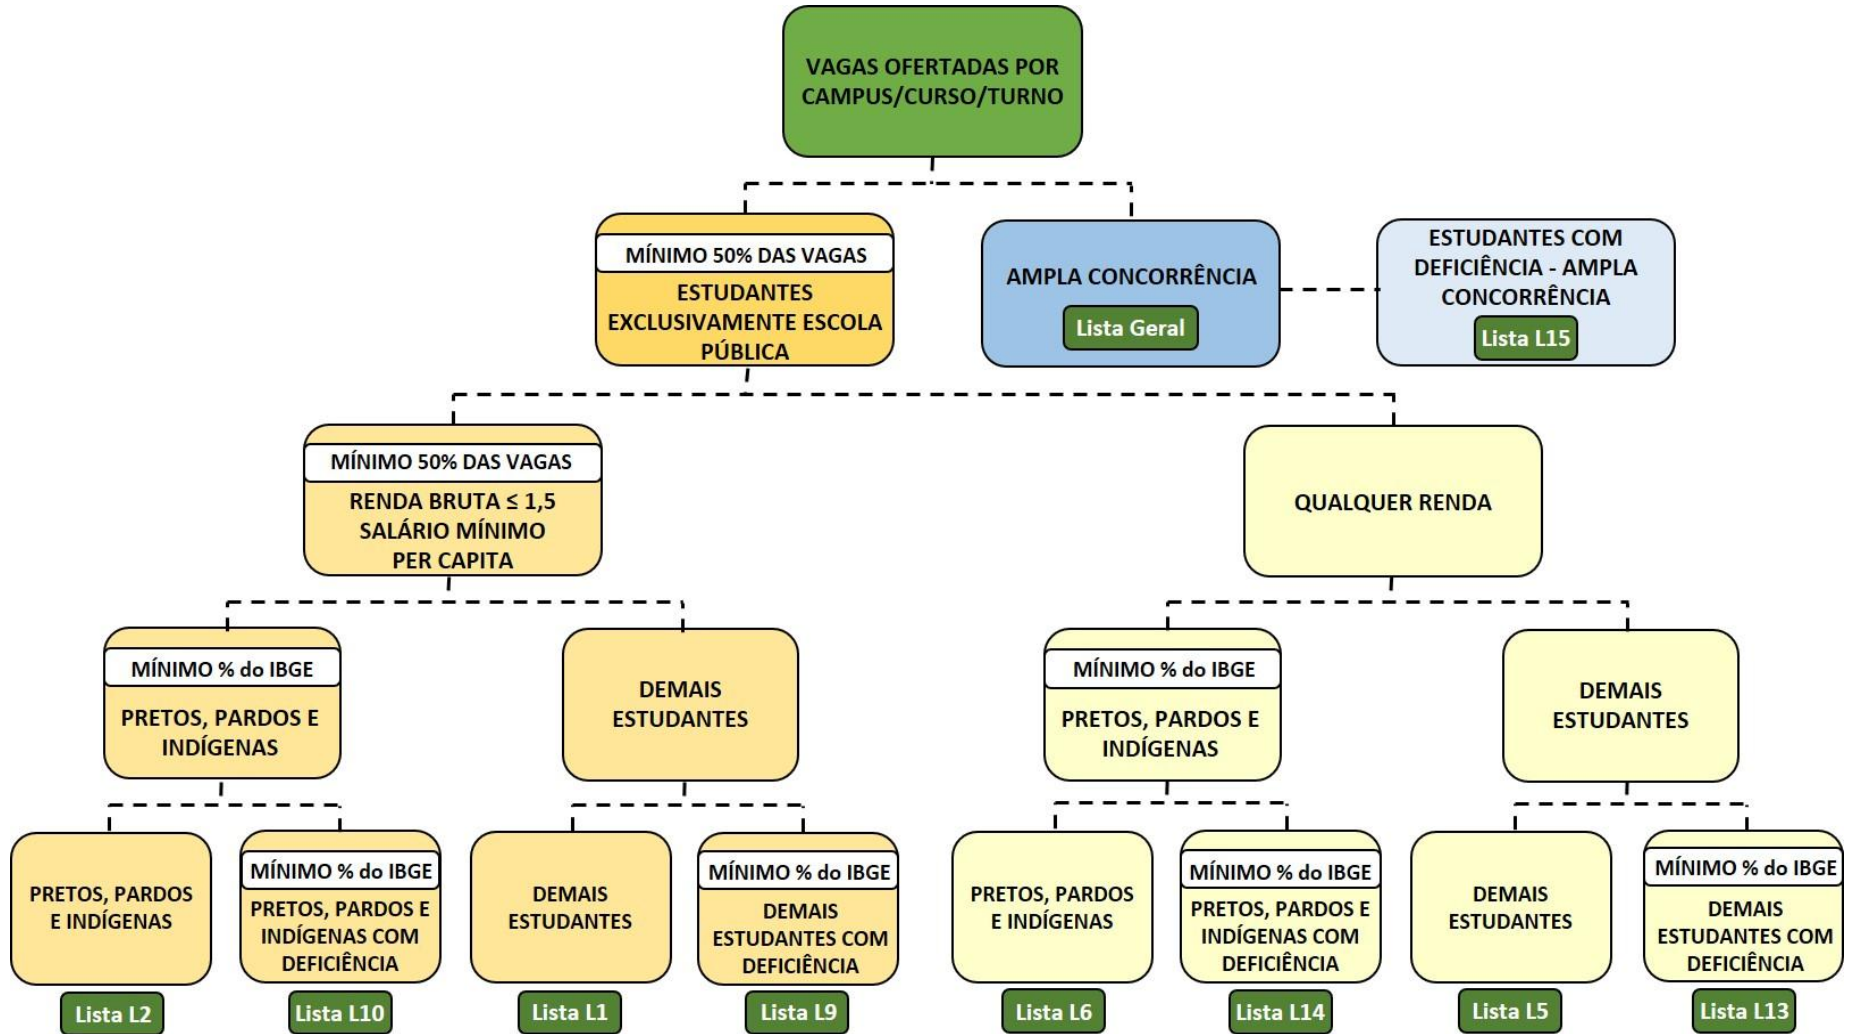 VAGAS OFERTADAS POR
CAMPUS/CURSO/TURNO
MÍNIMO 50% DAS VAGAS
ESTUDANTES
EXCLUSIVAMENTE ESCOLA
PÚBLICA
AMPLA CONCORRÊNCIA
Lista Geral
ESTUDANTES COM
DEFICIÊNCIA - AMPLA
CONCORRÊNCIA
Lista L15
MÍNIMO 50% DAS VAGAS
RENDA BRUTA ≤ 1,5
SALÁRIO MÍNIMO
PER CAPITA
QUALQUER RENDA
MÍNIMO % do IBGE
PRETOS, PARDOS E
INDÍGENAS
DEMAIS
ESTUDANTES
MÍNIMO % do IBGE
PRETOS, PARDOS E
INDÍGENAS
DEMAIS
ESTUDANTES
PRETOS, PARDOS
E INDÍGENAS
Lista L2
MÍNIMO % do IBGE
PRETOS, PARDOS E
INDÍGENAS COM
DEFICIÊNCIA
Lista L10
DEMAIS
ESTUDANTES
Lista L1
MÍNIMO % do IBGE
DEMAIS
ESTUDANTES COM
DEFICIÊNCIA
Lista L9
PRETOS, PARDOS
E INDÍGENAS
Lista L6
MÍNIMO % do IBGE
PRETOS, PARDOS E
INDÍGENAS COM
DEFICIÊNCIA
Lista L14
DEMAIS
ESTUDANTES
Lista L5
MÍNIMO % do IBGE
DEMAIS
ESTUDANTES COM
DEFICIÊNCIA
Lista L13